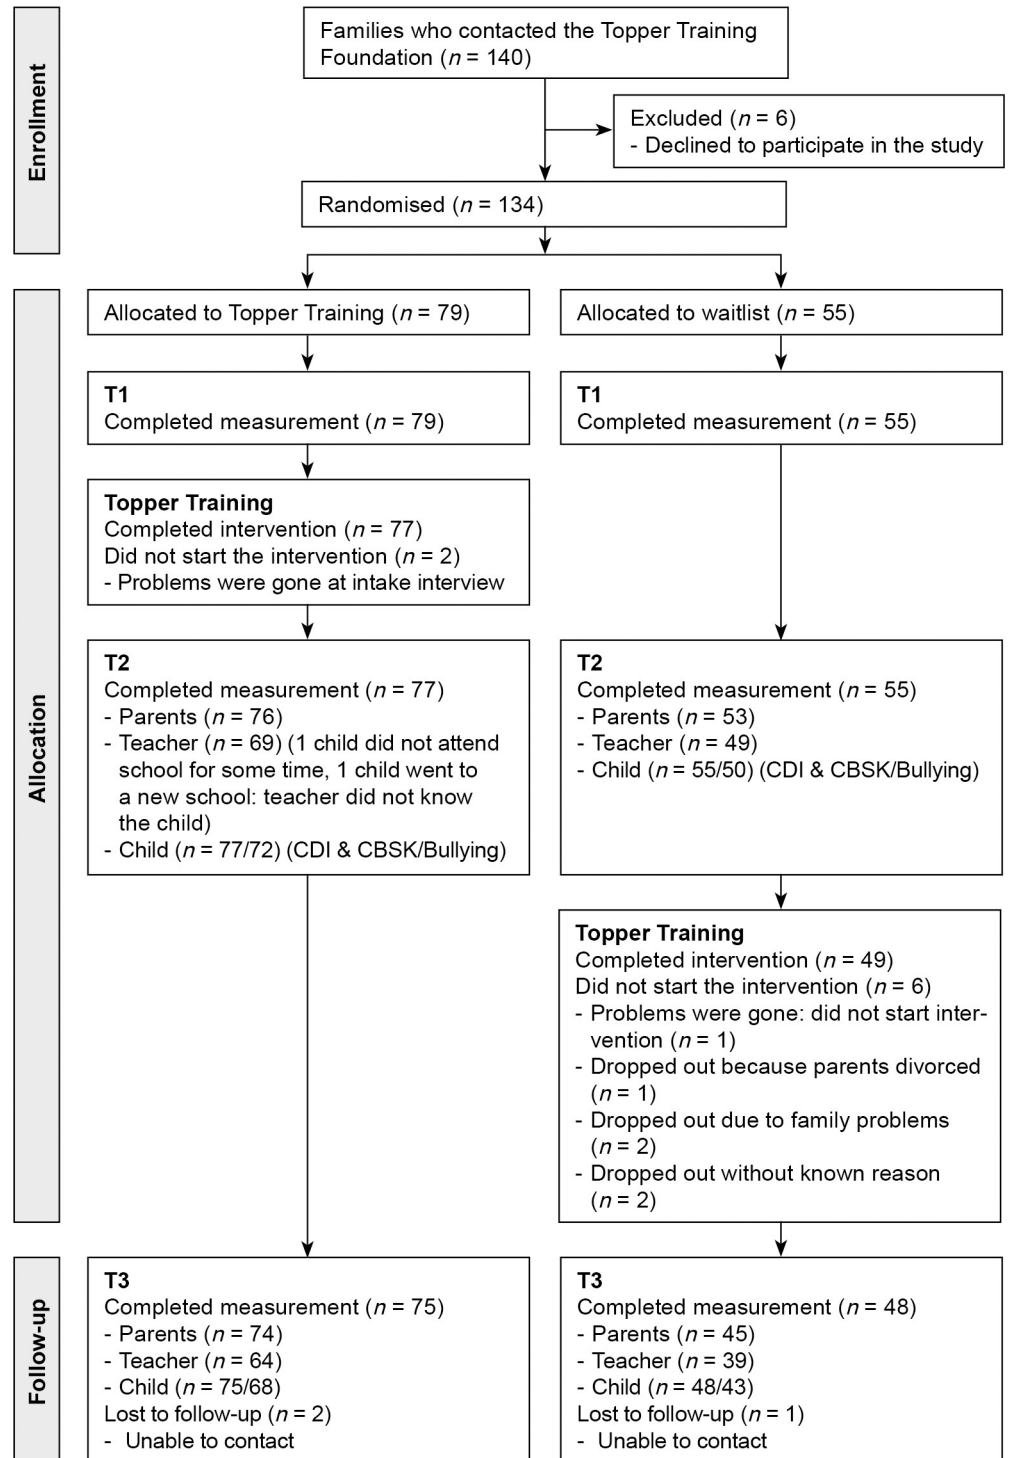 Enrollment
Families who contacted the Topper Training
Foundation (n = 140)
Excluded (n = 6)
- Declined to participate in the study
Randomised (n = 134)
Allocation
Allocated to Topper Training (n = 79)
Allocated to waitlist (n = 55)
T1
Completed measurement (n = 79)
T1
Completed measurement (n = 55)
Topper Training
Completed intervention (n = 77)
Did not start the intervention (n = 2)
- Problems were gone at intake interview
T2
Completed measurement (n = 77)
- Parents (n = 76)
- Teacher (n = 69) (1 child did not attend
school for some time, 1 child went to
a new school: teacher did not know
the child)
- Child (n = 77/72) (CDI & CBSK/Bullying)
T2
Completed measurement (n = 55)
- Parents (n = 53)
- Teacher (n = 49)
- Child (n = 55/50) (CDI & CBSK/Bullying)
Topper Training
Completed intervention (n = 49)
Did not start the intervention (n = 6)
- Problems were gone: did not start inter-
vention (n = 1)
- Dropped out because parents divorced
(n = 1)
- Dropped out due to family problems
(n = 2)
- Dropped out without known reason
(n = 2)
Follow-up
T3
Completed measurement (n = 75)
- Parents (n = 74)
- Teacher (n = 64)
- Child (n = 75/68)
Lost to follow-up (n = 2)
- Unable to contact
T3
Completed measurement (n = 48)
- Parents (n = 45)
- Teacher (n = 39)
- Child (n = 48/43)
Lost to follow-up (n = 1)
- Unable to contact